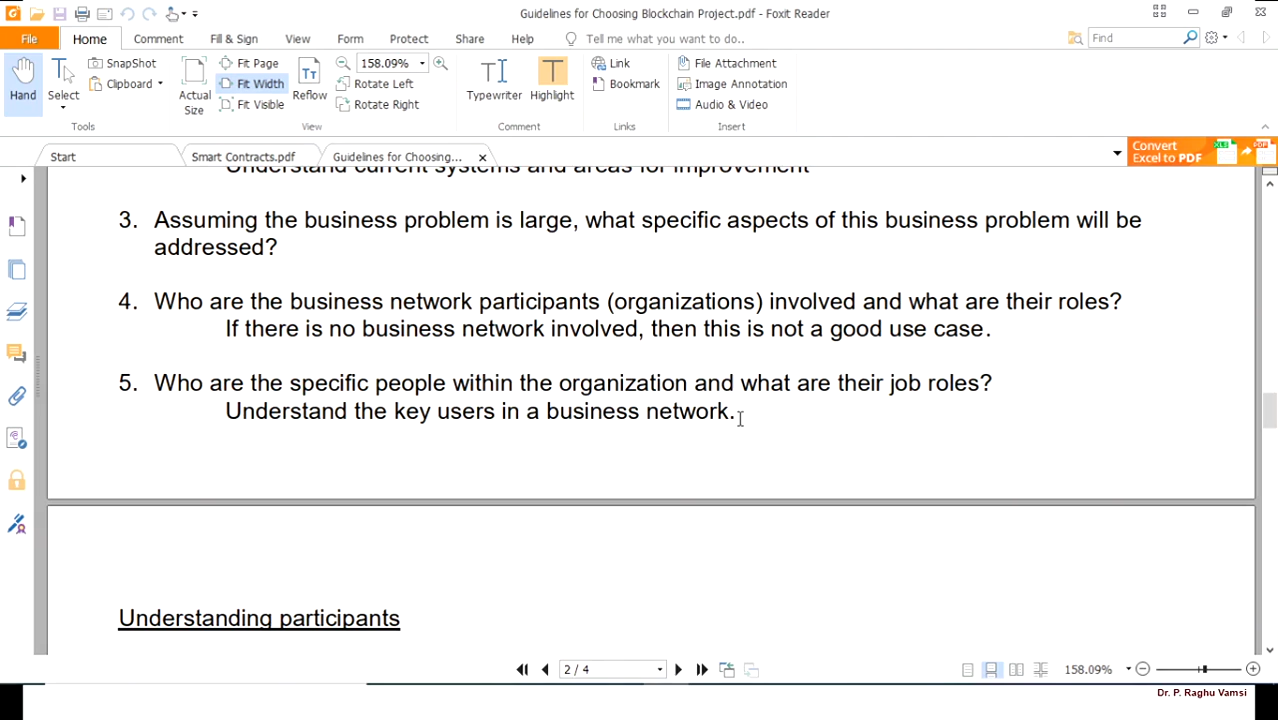 Guidelines for Choosing Blockchain Project.pdf - Foxit Reader
File Home Comment Fill & Sign View Form Protect Share Help Tell me what you want to do.. Find
Hand
Select
SnapShot
Clipboard
Tools
Actual Size
Fit Page
Fit Width
Fit Visible
Reflow
158.09%
Rotate Left
Rotate Right
View
Typewriter
Highlight
Comment
Link
Bookmark
Links
File Attachment
Image Annotation
Audio & Video
Insert
Start
Smart Contracts.pdf
Guidelines for Choosing...
Convert
Excel to PDF
Understand current systems and areas for improvement
3. Assuming the business problem is large, what specific aspects of this business problem will be
addressed?
4. Who are the business network participants (organizations) involved and what are their roles?
If there is no business network involved, then this is not a good use case.
5. Who are the specific people within the organization and what are their job roles?
Understand the key users in a business network.
Understanding participants
2 / 4
158.09%
Dr. P. Raghu Vamsi